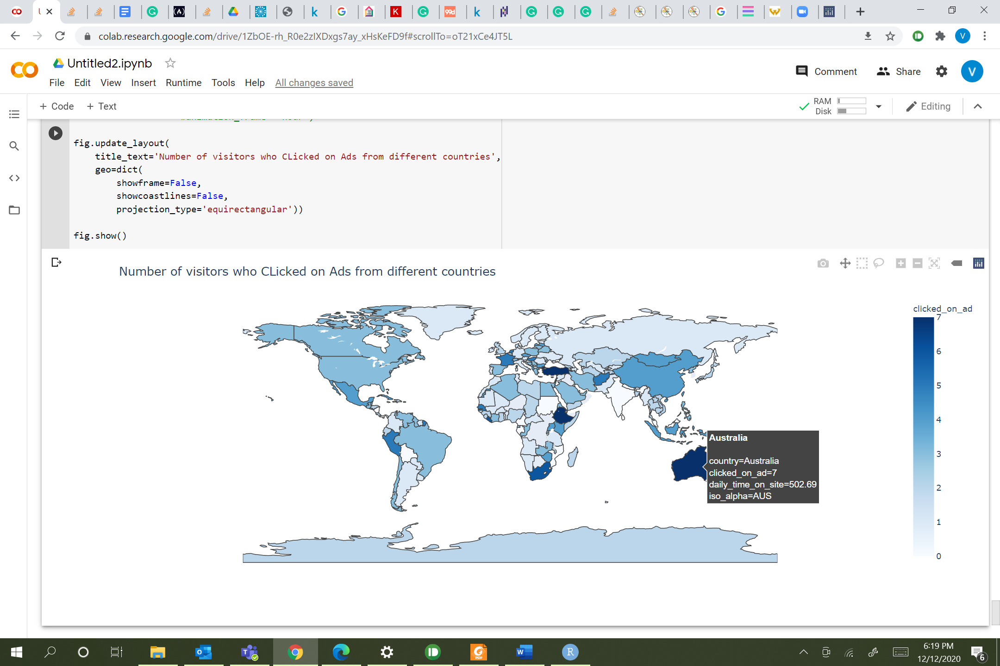 colab.research.google.com/drive/1ZbOE-rh_R0e2zIXDxgs7ay_xHsKeFD9f#scrollTo=oT21xCe4JT5L
V
Untitled2.ipynb
Comment
Share
V
File Edit View Insert Runtime Tools Help All changes saved
+ Code + Text
RAM
Disk
Editing
fig.update_layout(
title_text='Number of visitors who CLicked on Ads from different countries',
geo=dict(
showframe=False,
showcoastlines=False,
projection_type='equirectangular'))
fig.show()
Number of visitors who CLicked on Ads from different countries
clicked_on_ad
7
6
5
4
3
2
1
0
Australia
country=Australia
clicked_on_ad=7
daily_time_on_site=502.69
iso_alpha=AUS
6:19 PM
12/12/2020
6